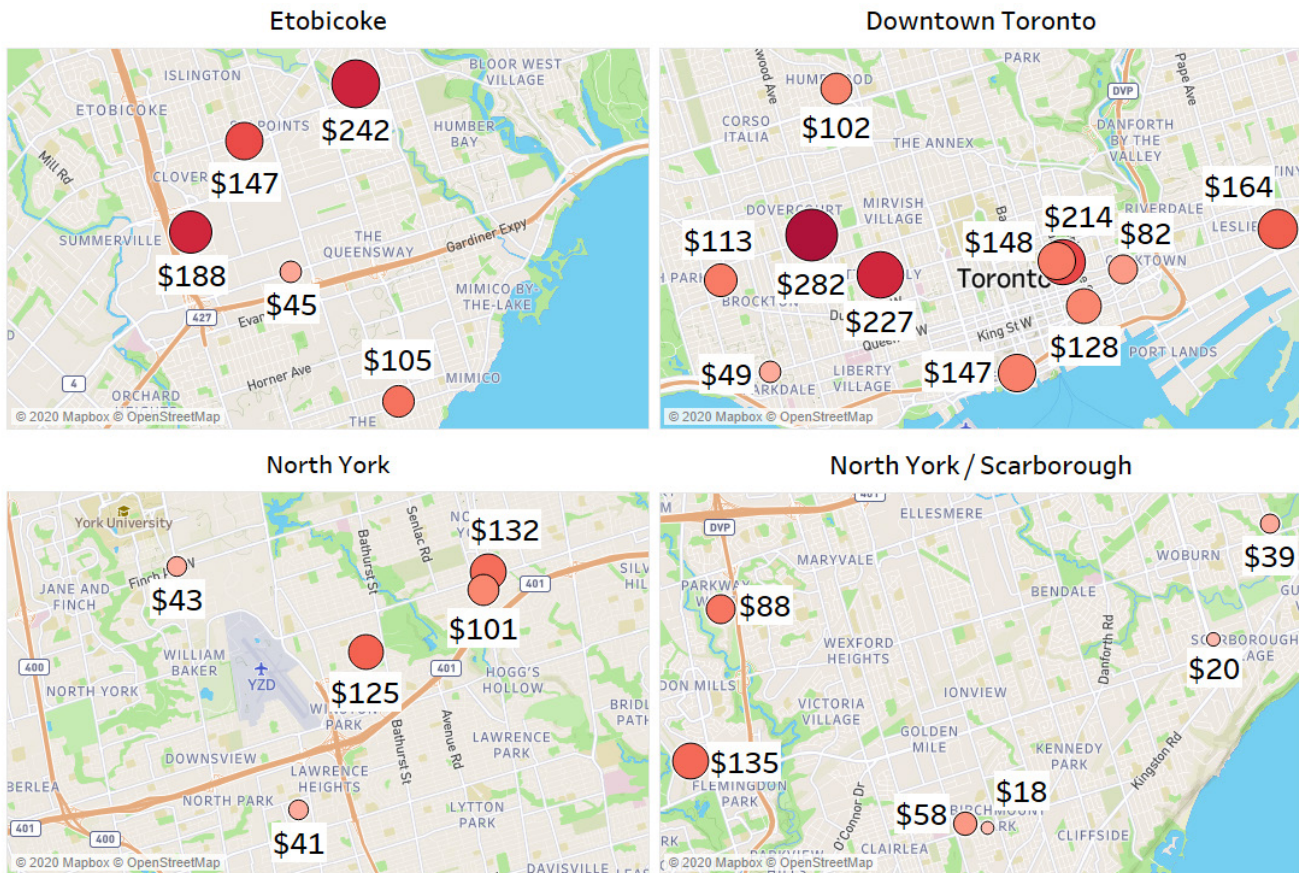 Etobicoke
ISLINGTON
BLOOR WEST
VILLAGE
ETOBICOKE
$242
HUMBER
BAY
Mill Rd
CLOVER
$147
SUMMERVILLE
THE
QUEENSWAY
Gardiner Expy
$188
$45
MIMICO BY-
THE-LAKE
427
$105
Horner Ave
MIMICO
4
ORCHARD
THE
© 2020 Mapbox © OpenStreetMap
Downtown Toronto
PARK
Pape Ave
DVP
$102
CORSO
ITALIA
THE ANNEX
DANFORTH
BY THE
VALLEY
$164
DOVERCOURT
MIRVISH
VILLAGE
$214
RIVERDALE
$113
$148
$82
LESLIE
$282
Toronto
BROCKTON
$227
King St W
$128
PORT LANDS
$49
LIBERTY
VILLAGE
$147
© 2020 Mapbox © OpenStreetMap
North York
York University
Senlac Rd
$132
Bathurst St
JANE AND
FINCH
$43
401
$101
WILLIAM
BAKER
400
YZD
$125
401
HOGG'S
HOLLOW
NORTH YORK
PARK
Avenue Rd
Bathurst St
LAWRENCE
PARK
DOWNSVIEW
LAWRENCE
HEIGHTS
NORTH PARK
LYTTON
PARK
401
400
$41
© 2020 Mapbox © OpenStreetMap
DAVISVILLE
North York / Scarborough
401
ELLESMERE
DVP
MARYVALE
WOBURN
$39
PARKWAY
BENDALE
$88
WEXFORD
HEIGHTS
Danforth Rd
$20
DON MILLS
IONVIEW
VICTORIA
VILLAGE
GOLDEN
MILE
KENNEDY
PARK
Kingston Rd
$135
FLEMINGDON
PARK
$18
$58
O'Connor Dr
CLIFFSIDE
CLAIRLEA
© 2020 Mapbox © OpenStreetMap